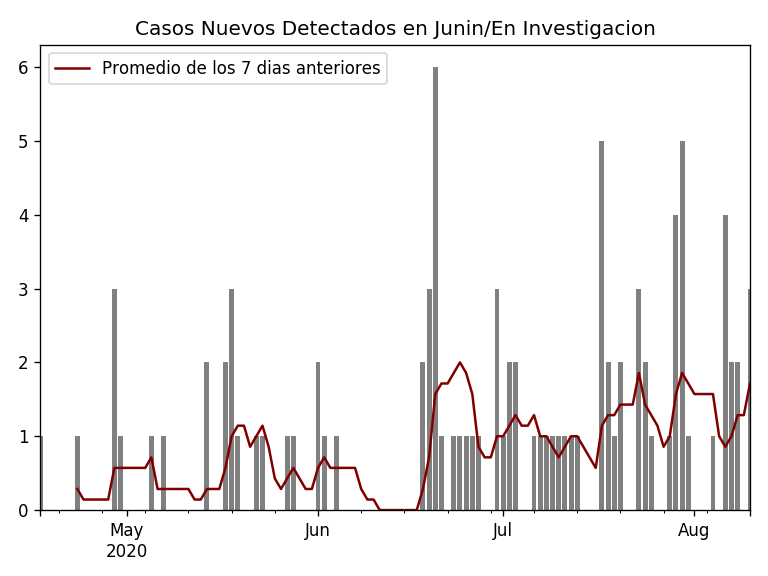 Casos Nuevos Detectados en Junin/En Investigacion
Promedio de los 7 dias anteriores
6
5
4
3
2
1
0
May
2020
Jun
Jul
Aug